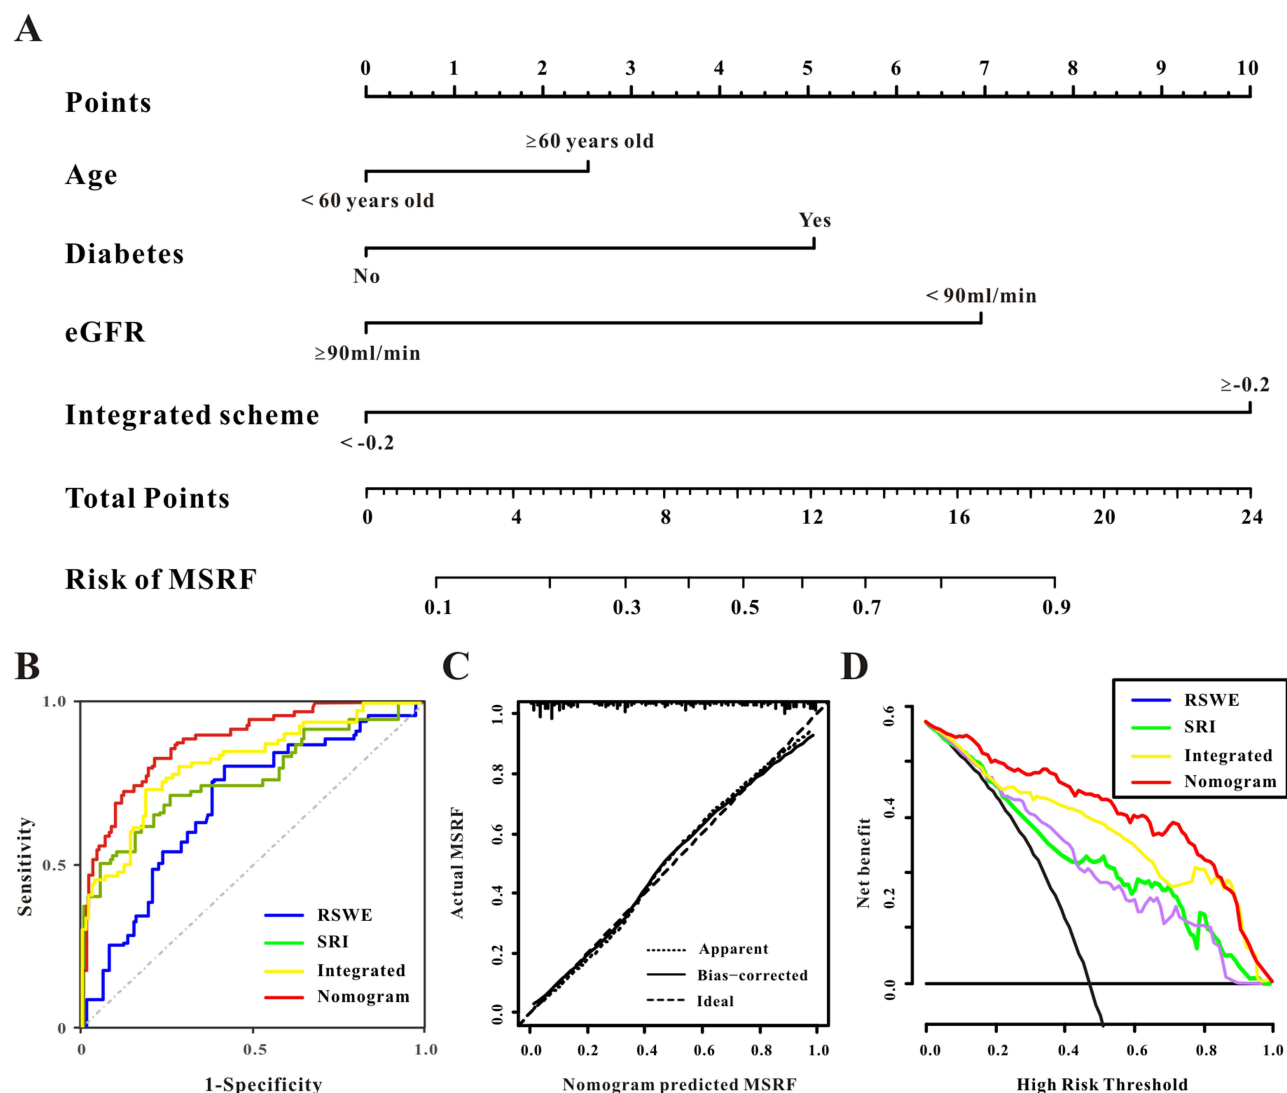 A
0 1 2 3 4 5 6 7 8 9 10
Points
≥60 years old
Age
< 60 years old
Yes
Diabetes
No
< 90ml/min
eGFR
≥90ml/min
≥-0.2
Integrated scheme
< -0.2
Total Points
0 4 8 12 16 20 24
Risk of MSRF
0.1 0.3 0.5 0.7 0.9
B
1.0
Sensitivity
0.5
0
RSWE
SRI
Integrated
Nomogram
0 0.5 1.0
1-Specificity
C
Actual MSRF
1.0
0.8
0.6
0.4
0.2
0.0
Apparent
Bias−corrected
Ideal
0.0 0.2 0.4 0.6 0.8 1.0
Nomogram predicted MSRF
D
RSWE
SRI
Integrated
Nomogram
Net benefit
0.6
0.4
0.2
0.0
0.0 0.2 0.4 0.6 0.8 1.0
High Risk Threshold